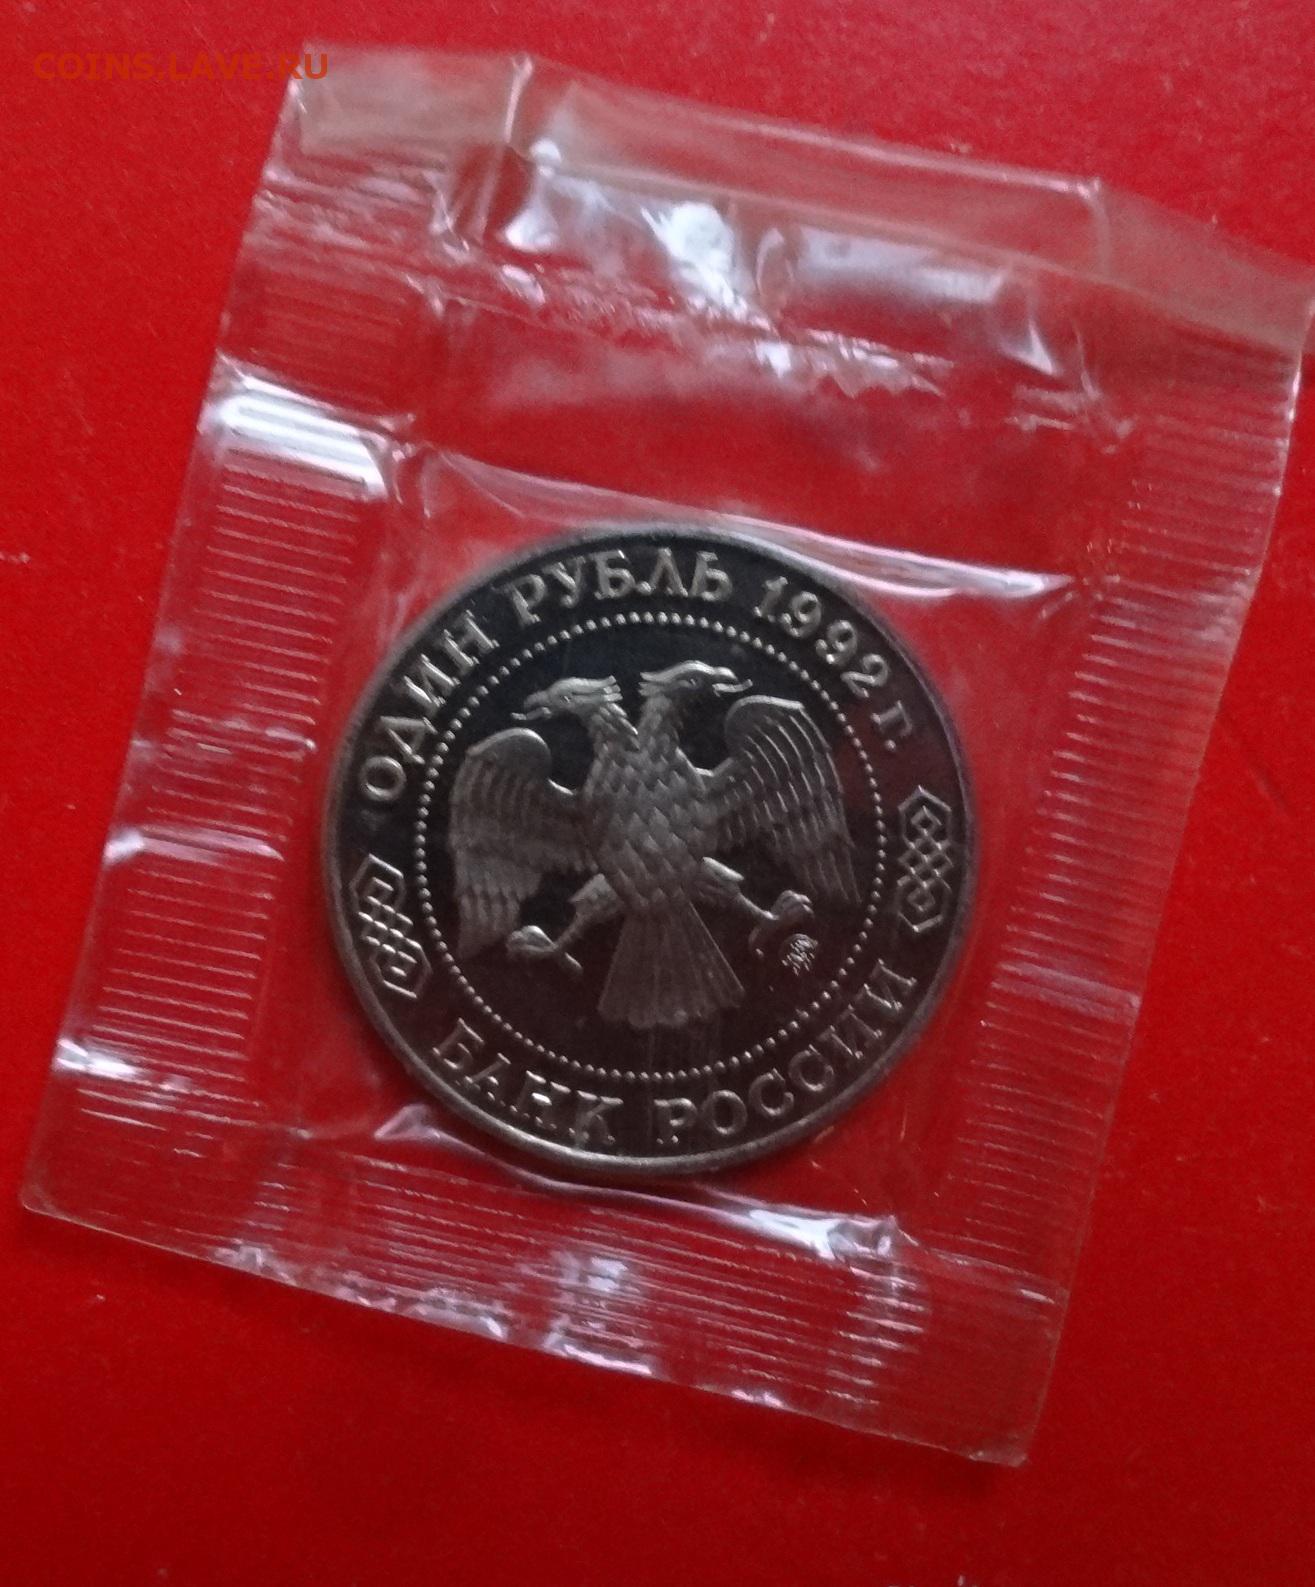 COINS.LAVE.RU
ОДИН РУБЛЬ 1992 г.
БАНК РОССИИ